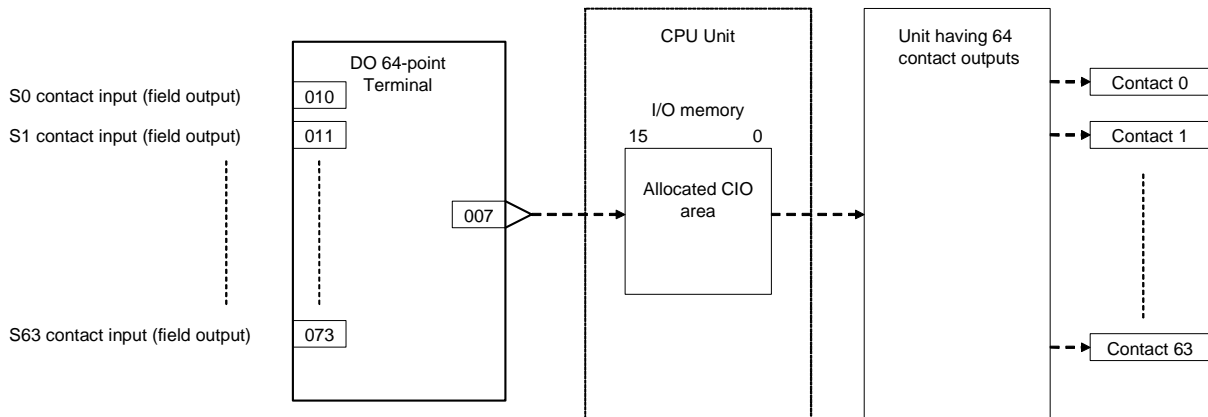 DO 64-point
Terminal
S0 contact input (field output)
010
S1 contact input (field output)
011
007
S63 contact input (field output)
073
CPU Unit
I/O memory
15 0
Allocated CIO
area
Unit having 64
contact outputs
Contact 0
Contact 1
Contact 63